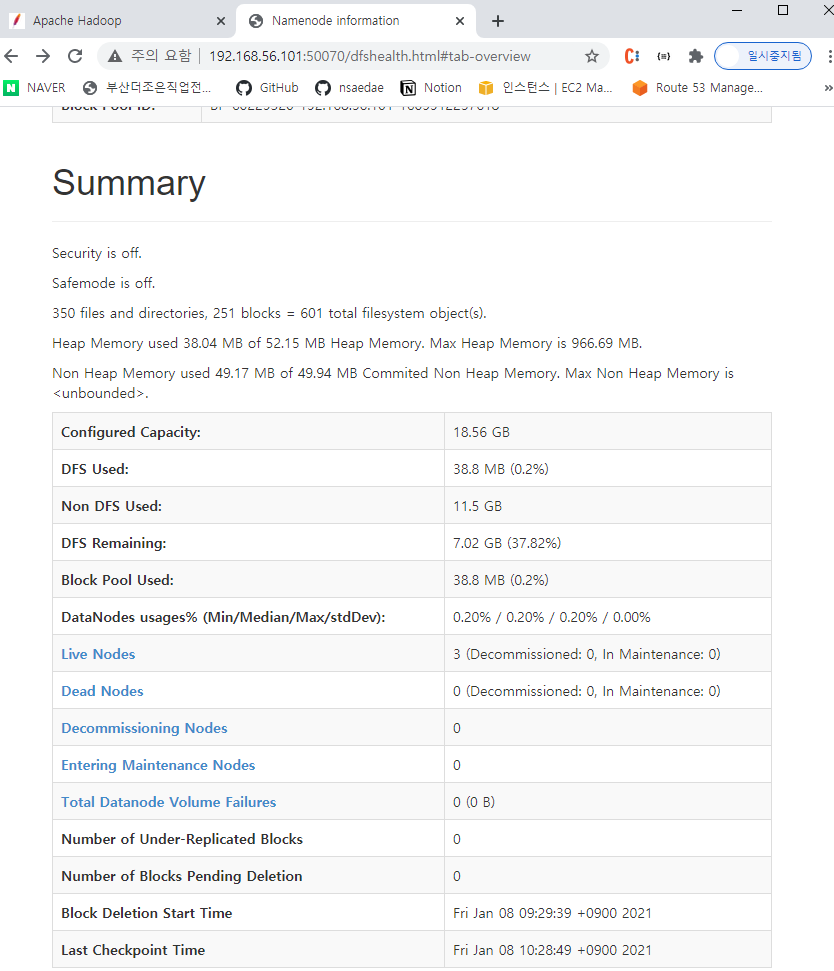 Apache Hadoop
Namenode information
주의 요함 192.168.56.101:50070/dfshealth.html#tab-overview
일시중지됨
NAVER 부산더조은직업전... GitHub nsaedae Notion 인스턴스 | EC2 Ma... Route 53 Manage...
Block Pool ID:
Summary
Security is off.
Safemode is off.
350 files and directories, 251 blocks = 601 total filesystem object(s).
Heap Memory used 38.04 MB of 52.15 MB Heap Memory. Max Heap Memory is 966.69 MB.
Non Heap Memory used 49.17 MB of 49.94 MB Commited Non Heap Memory. Max Non Heap Memory is
<unbounded>.
Configured Capacity: 18.56 GB
DFS Used: 38.8 MB (0.2%)
Non DFS Used: 11.5 GB
DFS Remaining: 7.02 GB (37.82%)
Block Pool Used: 38.8 MB (0.2%)
DataNodes usages% (Min/Median/Max/stdDev): 0.20% / 0.20% / 0.20% / 0.00%
Live Nodes 3 (Decommissioned: 0, In Maintenance: 0)
Dead Nodes 0 (Decommissioned: 0, In Maintenance: 0)
Decommissioning Nodes 0
Entering Maintenance Nodes 0
Total Datanode Volume Failures 0 (0 B)
Number of Under-Replicated Blocks 0
Number of Blocks Pending Deletion 0
Block Deletion Start Time Fri Jan 08 09:29:39 +0900 2021
Last Checkpoint Time Fri Jan 08 10:28:49 +0900 2021